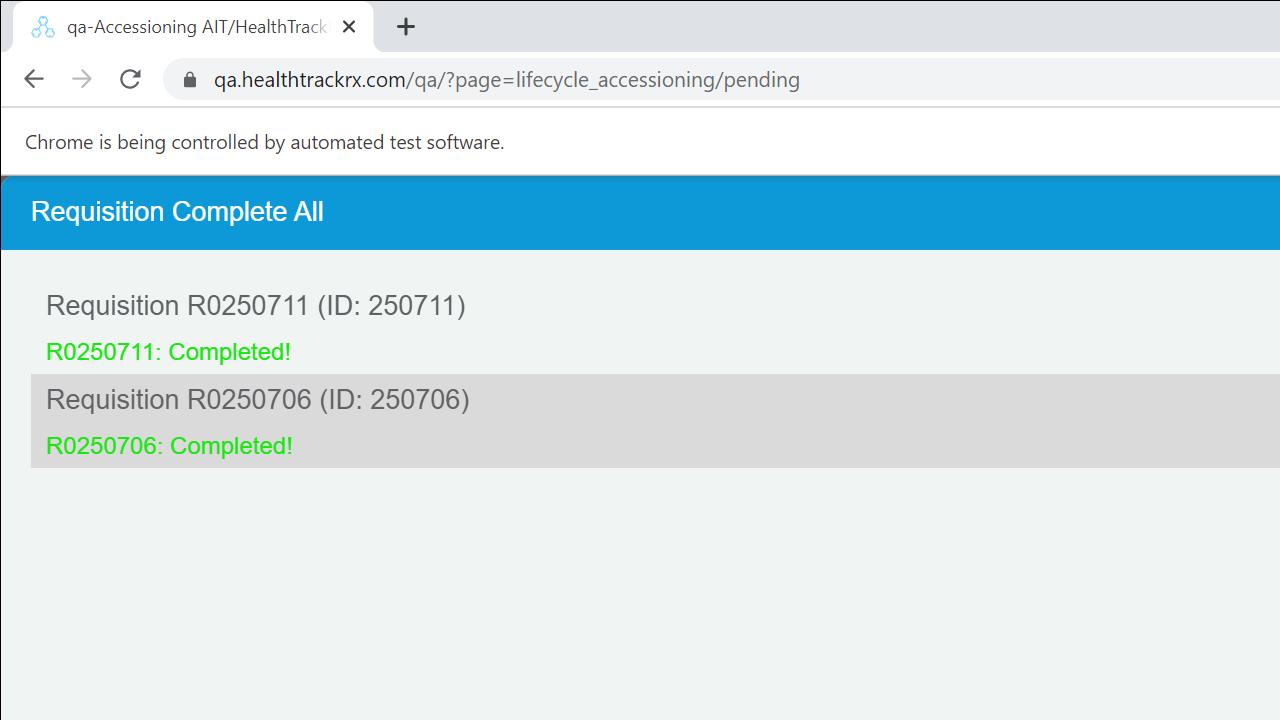 qa-Accessioning AIT/HealthTrack
qa.healthtrackrx.com/qa/?page=lifecycle_accessioning/pending
Chrome is being controlled by automated test software.
Requisition Complete All
Requisition R0250711 (ID: 250711)
R0250711: Completed!
Requisition R0250706 (ID: 250706)
R0250706: Completed!